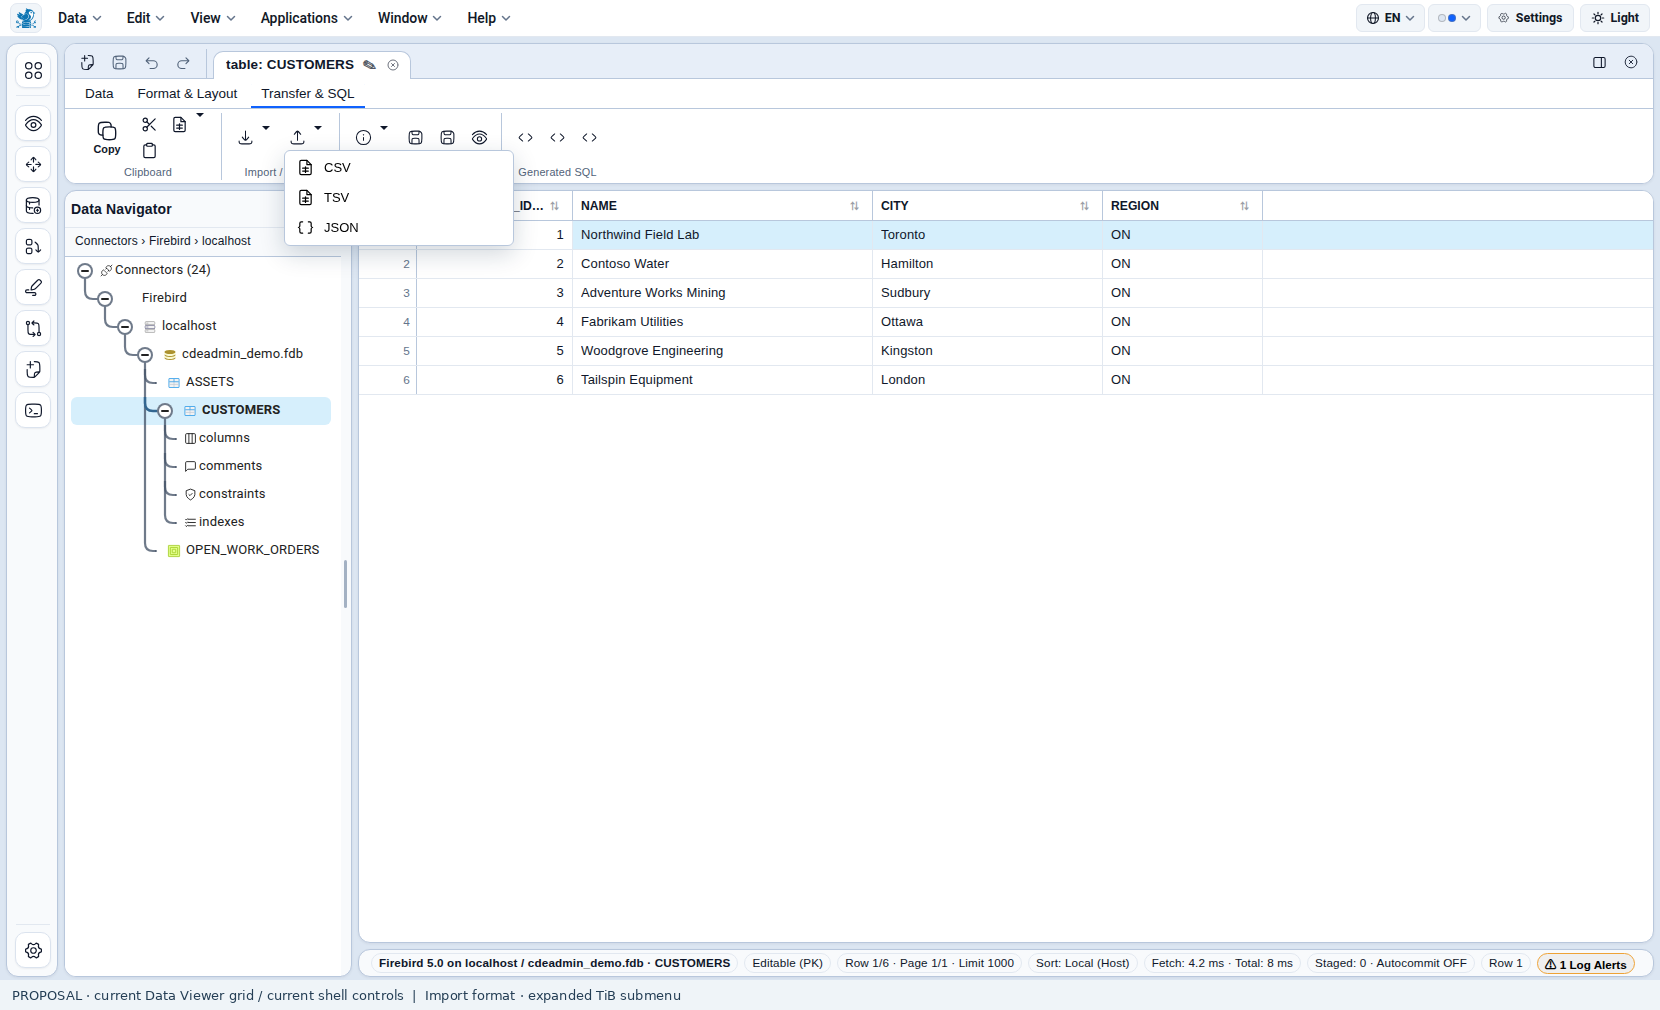 Data Edit View Applications Window Help EN Settings Light
table: CUSTOMERS
Data Format & Layout Transfer & SQL
Copy
Clipboard Import / Generated SQL
CSV
TSV
JSON
Data Navigator
Connectors › Firebird › localhost
Connectors (24)
Firebird
localhost
cdeadmin_demo.fdb
ASSETS
CUSTOMERS
columns
comments
constraints
indexes
OPEN_WORK_ORDERS
_ID... NAME CITY REGION
1 Northwind Field Lab Toronto ON
2 2 Contoso Water Hamilton ON
3 3 Adventure Works Mining Sudbury ON
4 4 Fabrikam Utilities Ottawa ON
5 5 Woodgrove Engineering Kingston ON
6 6 Tailspin Equipment London ON
Firebird 5.0 on localhost / cdeadmin_demo.fdb · CUSTOMERS Editable (PK) Row 1/6 · Page 1/1 · Limit 1000 Sort: Local (Host) Fetch: 4.2 ms · Total: 8 ms Staged: 0 · Autocommit OFF Row 1 ⚠ 1 Log Alerts
PROPOSAL · current Data Viewer grid / current shell controls | Import format · expanded TiB submenu